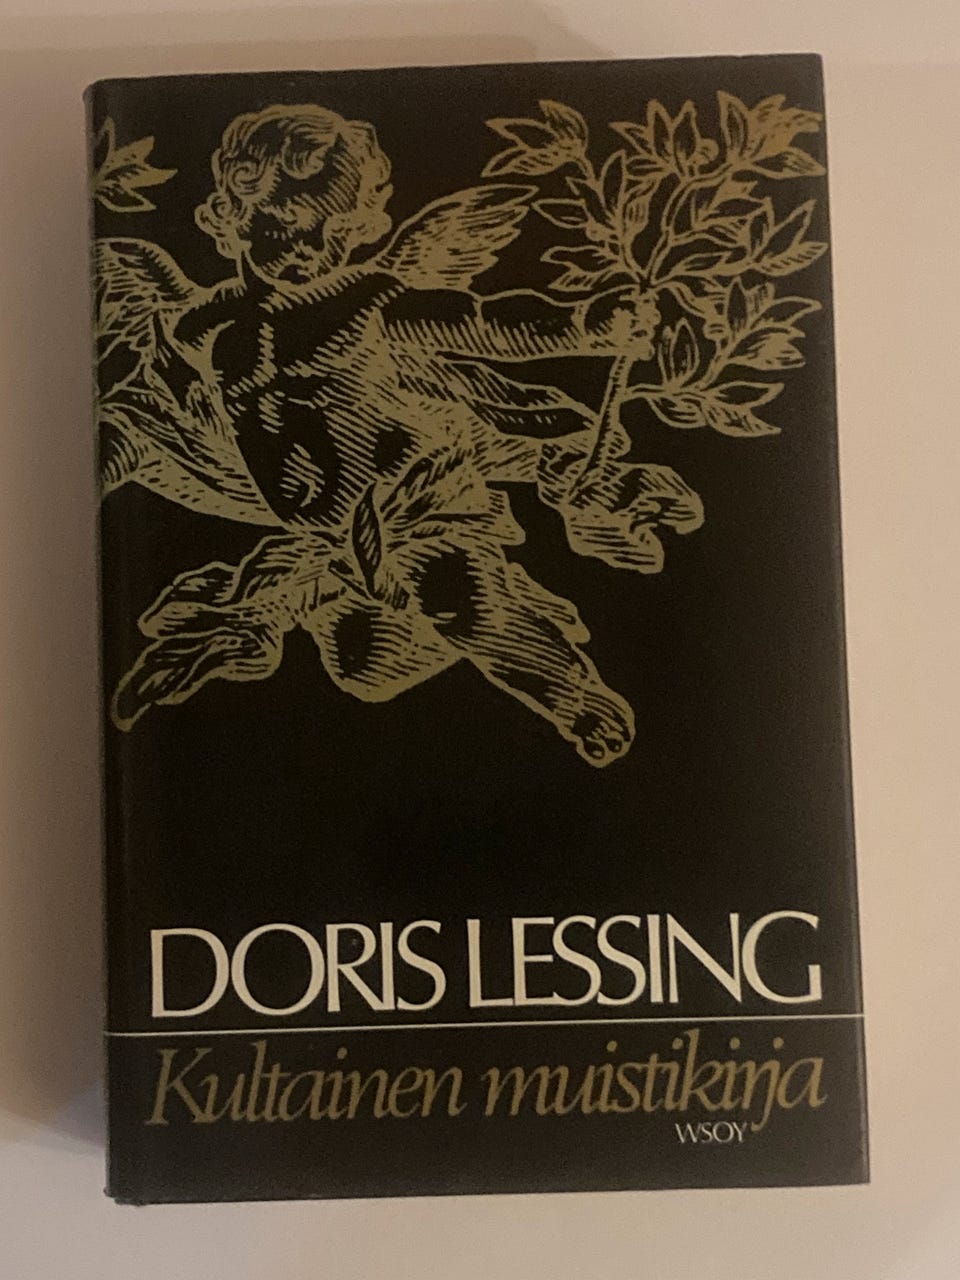 DORIS LESSING
Kultainen muistikirja
WSOY